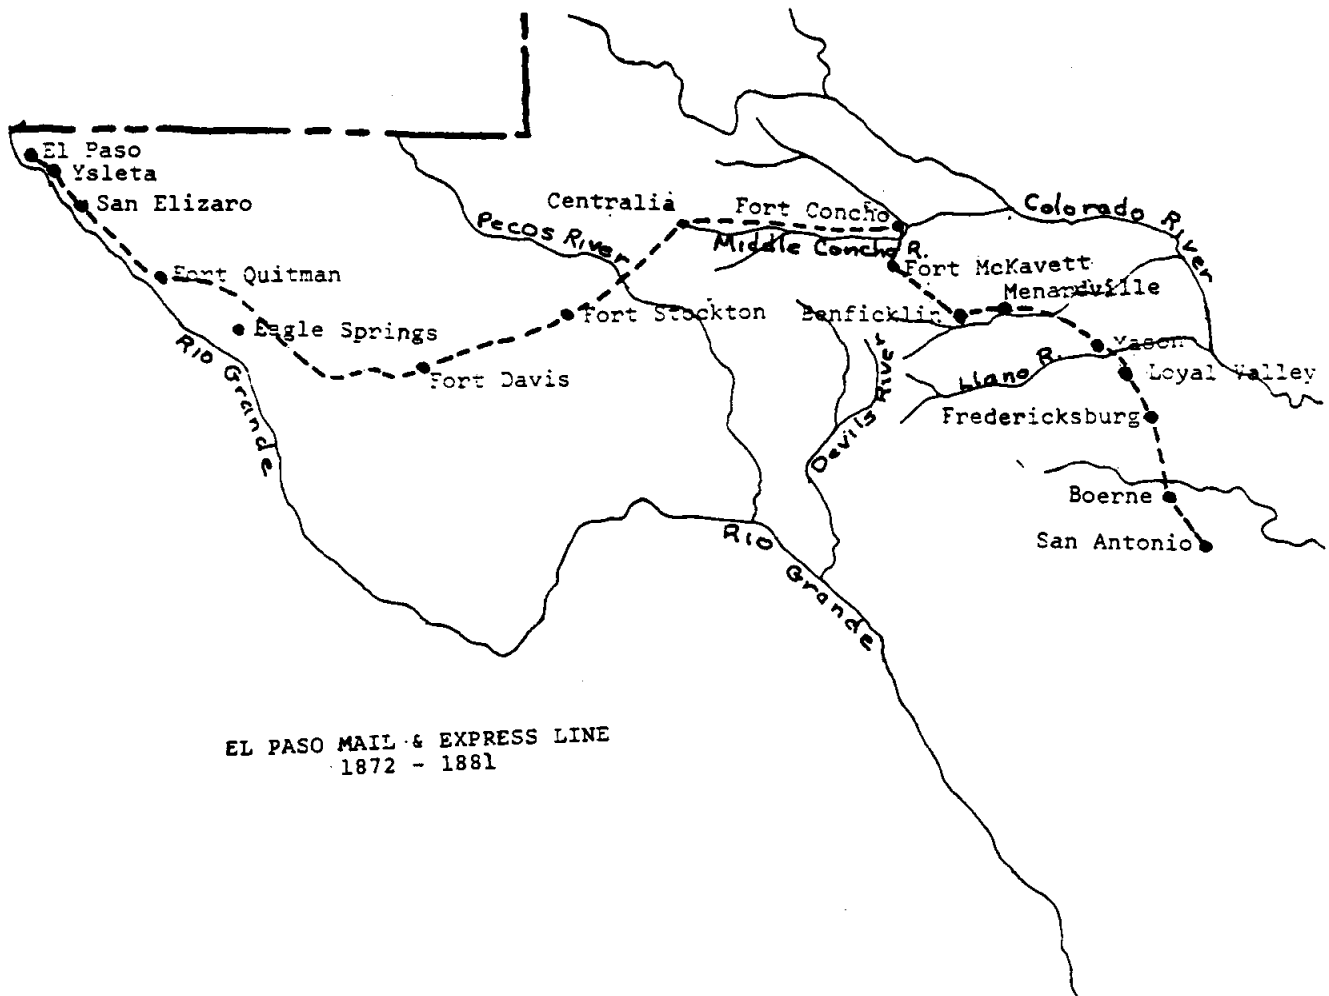 El Paso
Ysleta
San Elizaro
Centralia
Fort Concho
Colorado River
Pecos River
Middle Concho R.
Fort Quitman
Fort McKavett
Menardville
Eagle Springs
Fort Stockton
Benficklin
Rio Grande
Mason
Fort Davis
Devils River
Llano R.
Loyal Valley
Fredericksburg
Boerne
San Antonio
Rio Grande
EL PASO MAIL & EXPRESS LINE
1872 - 1881